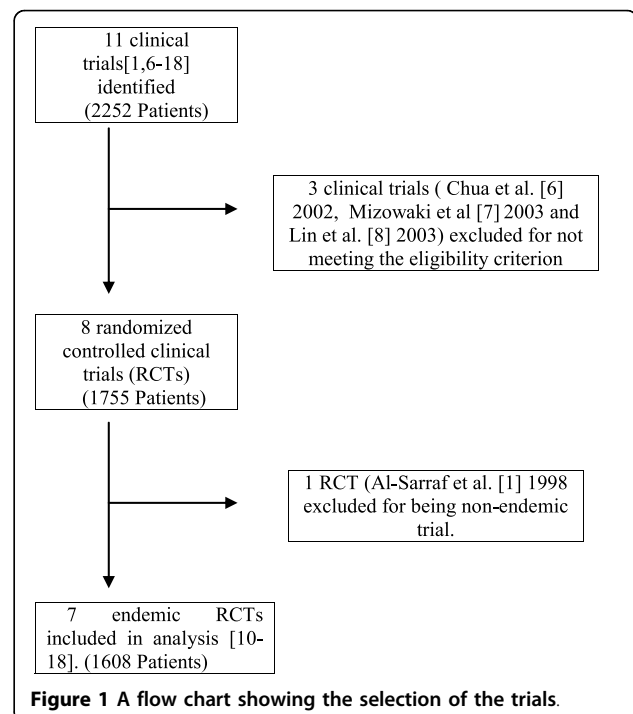 11 clinical
trials[1,6-18]
identified
(2252 Patients)
3 clinical trials ( Chua et al. [6]
2002, Mizowaki et al [7] 2003 and
Lin et al. [8] 2003) excluded for not
meeting the eligibility criterion
8 randomized
controlled clinical
trials (RCTs)
(1755 Patients)
1 RCT (Al-Sarraf et al. [1] 1998
excluded for being non-endemic
trial.
7 endemic RCTs
included in analysis [10-
18]. (1608 Patients)
Figure 1 A flow chart showing the selection of the trials.